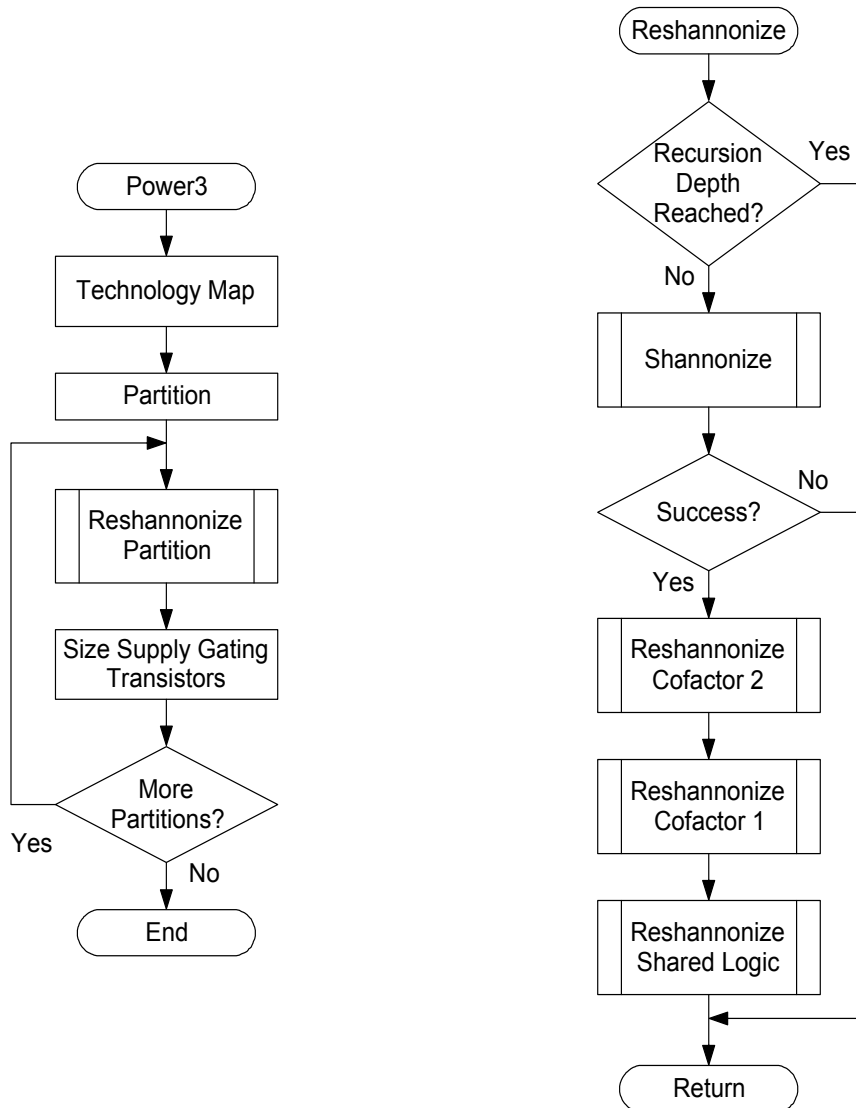 Power3
Technology Map
Partition
Reshannonize
Partition
Size Supply Gating
Transistors
More
Partitions?
Yes
No
End
Reshannonize
Recursion
Depth
Reached?
Yes
No
Shannonize
Success?
No
Yes
Reshannonize
Cofactor 2
Reshannonize
Cofactor 1
Reshannonize
Shared Logic
Return